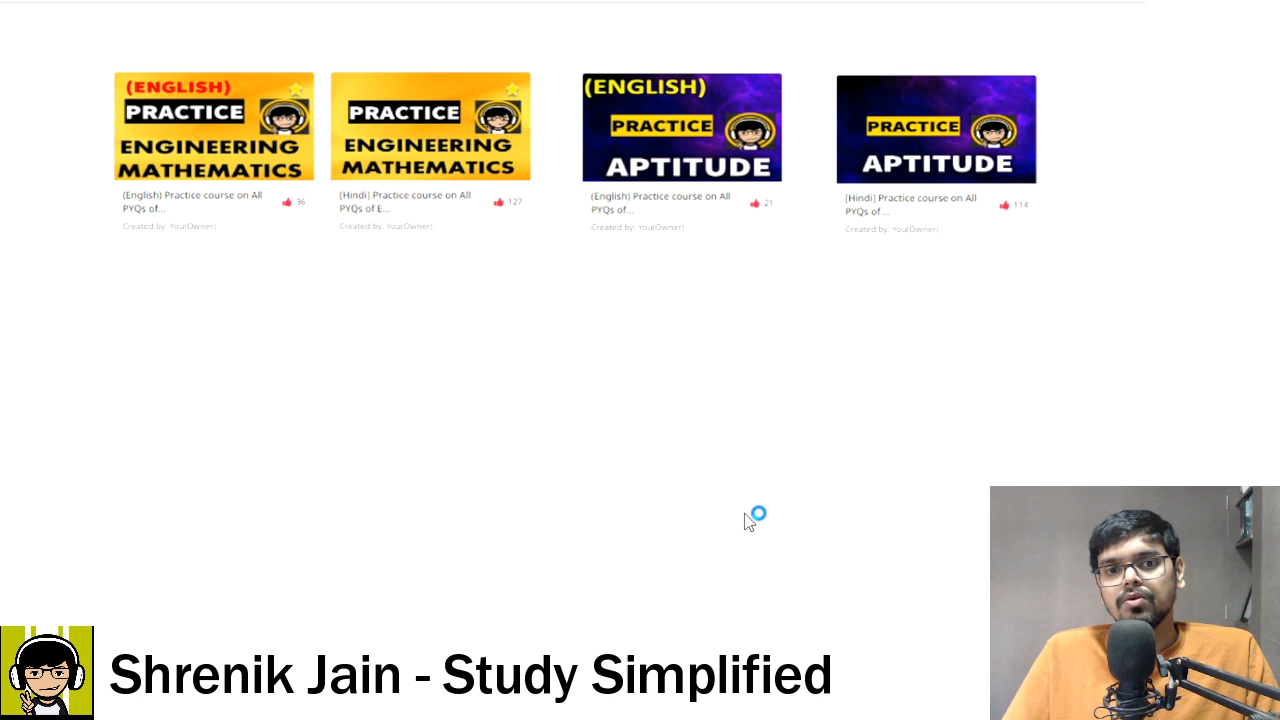 (ENGLISH)
PRACTICE
ENGINEERING
MATHEMATICS
(English) Practice course on All
PYQs of...
36
Created by: You(Owner)
PRACTICE
ENGINEERING
MATHEMATICS
[Hindi] Practice course on All
PYQs of E...
127
Created by: You(Owner)
(ENGLISH)
PRACTICE
APTITUDE
(English) Practice course on All
PYQs of...
21
Created by: You(Owner)
PRACTICE
APTITUDE
[Hindi] Practice course on All
PYQs of ...
114
Created by: You(Owner)
Shrenik Jain - Study Simplified